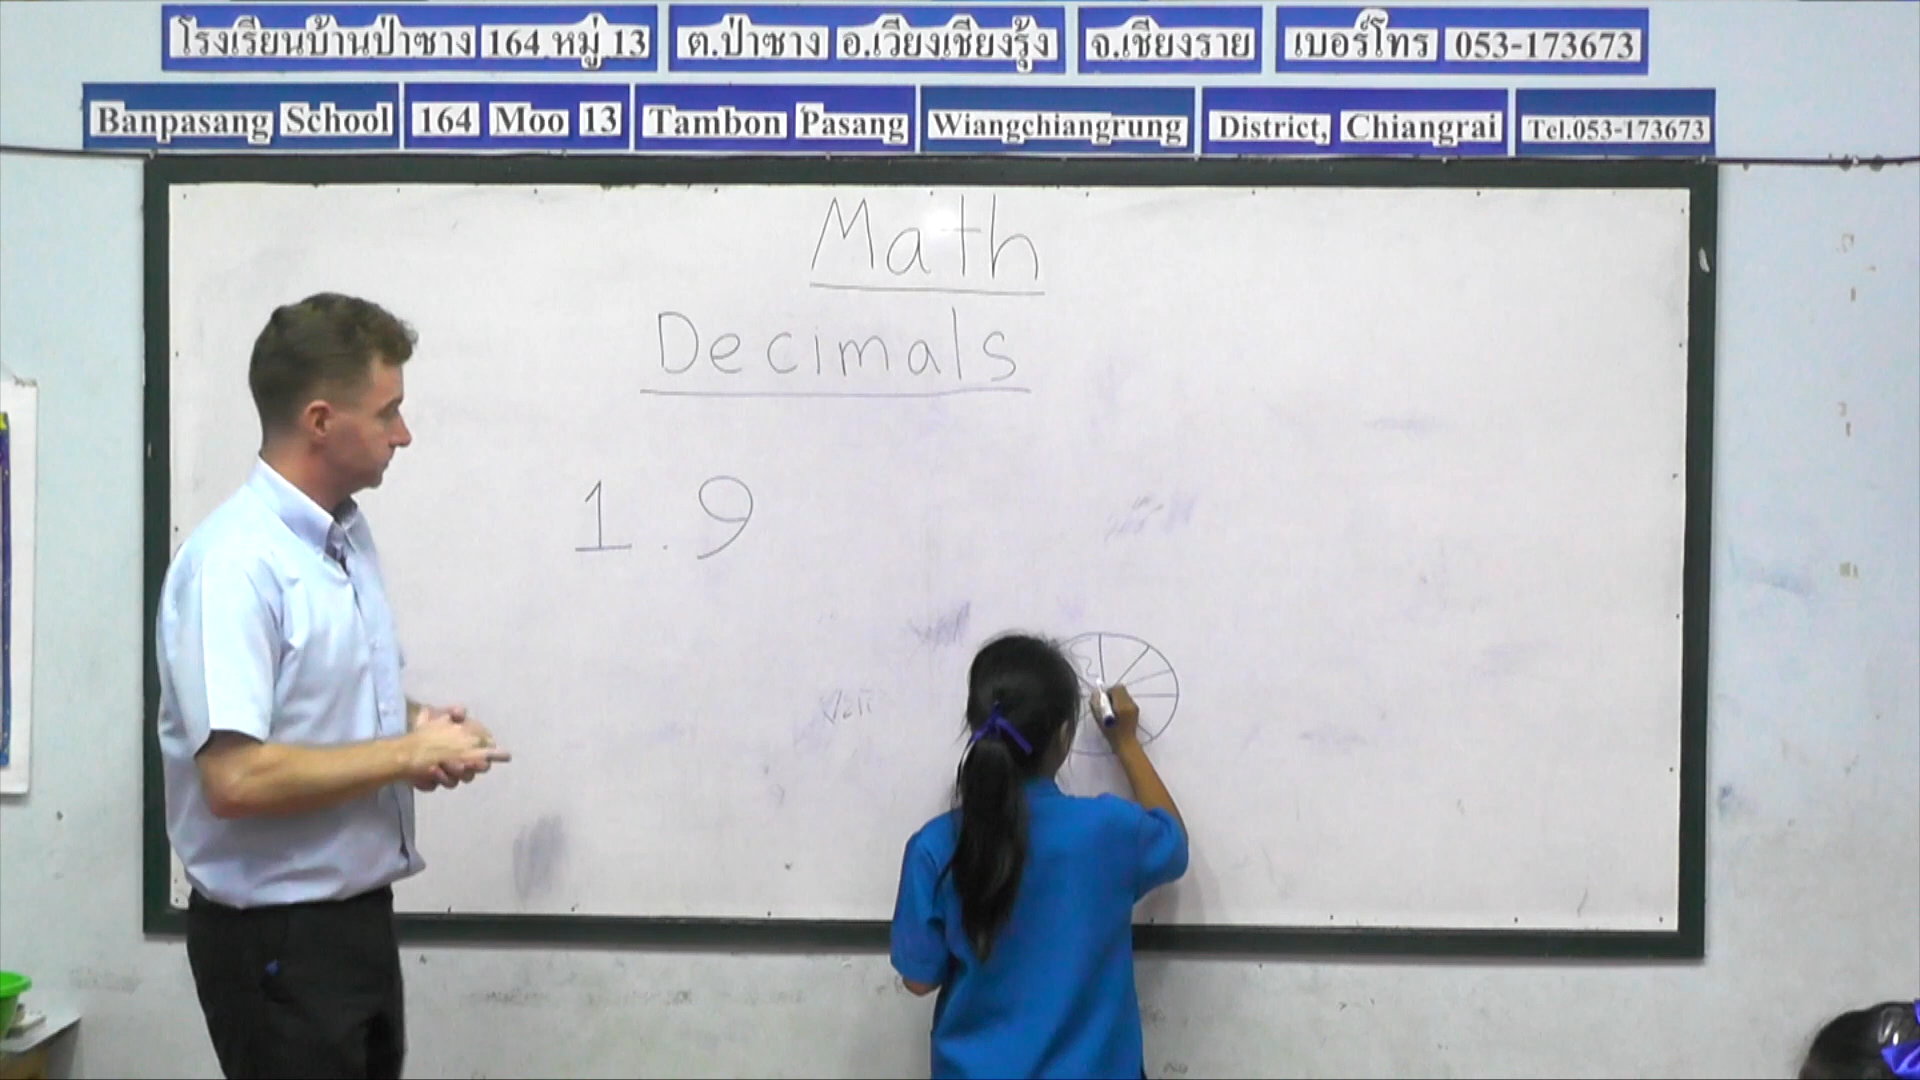 โรงเรียนบ้านป่าซาง 164 หมู่ 13 ต.ป่าซาง อ.เวียงเชียงรุ้ง จ.เชียงราย เบอร์โทร 053-173673
Banpasang School 164 Moo 13 Tambon Pasang Wiangchiangrung District, Chiangrai Tel.053-173673
Math
Decimals
1.9